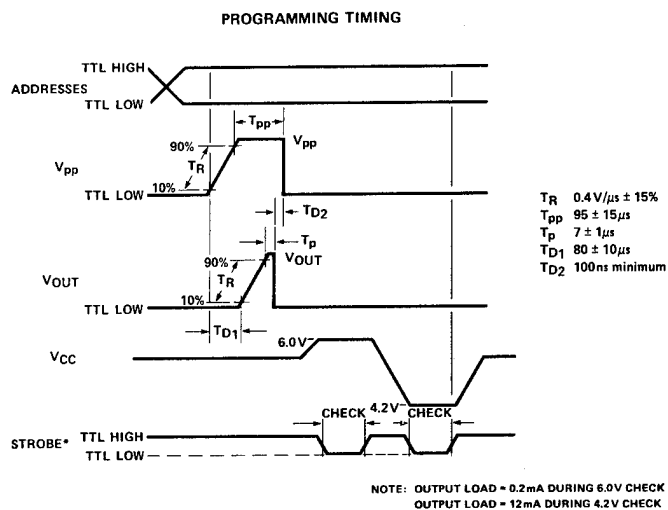 PROGRAMMING TIMING
TTL HIGH
ADDRESSES
TTL LOW
Tpp
90%
Vpp
TR
Vpp
10%
TTL LOW
TD2
Tp
90%
VOUT
TR
VOUT
10%
TTL LOW
TD1
TR 0.4 V/μs ± 15%
Tpp 95 ± 15μs
Tp 7 ± 1μs
TD1 80 ± 10μs
TD2 100ns minimum
6.0V
VCC
4.2V
CHECK CHECK
TTL HIGH
STROBE*
TTL LOW
NOTE: OUTPUT LOAD = 0.2mA DURING 6.0V CHECK
OUTPUT LOAD = 12mA DURING 4.2V CHECK